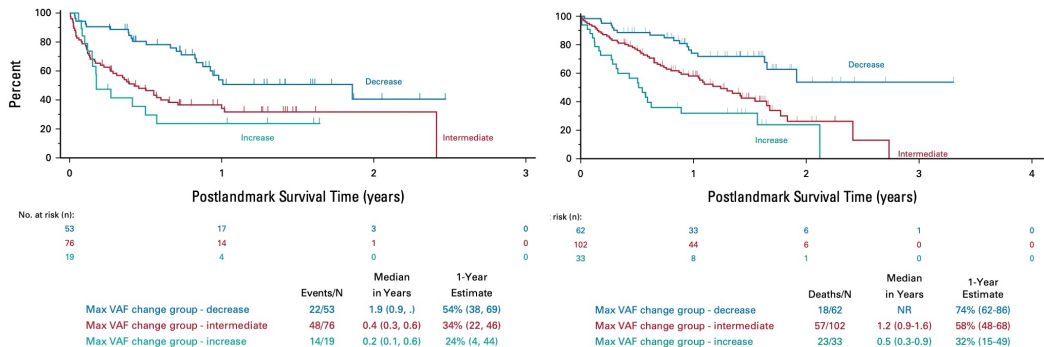 100
80
60
40
20
0
Percent
Decrease
Increase
Intermediate
0 1 2 3
Postlandmark Survival Time (years)
No. at risk (n):
53 17 3 0
76 14 1 0
19 4 0 0
Median 1-Year
Events/N in Years Estimate
Max VAF change group - decrease 22/53 1.9 (0.9, .) 54% (38, 69)
Max VAF change group - intermediate 48/76 0.4 (0.3, 0.6) 34% (22, 46)
Max VAF change group - increase 14/19 0.2 (0.1, 0.6) 24% (4, 44)
100
80
60
40
20
0
Decrease
Increase
Intermediate
0 1 2 3 4
Postlandmark Survival Time (years)
risk (n):
62 33 6 1 0
102 44 6 0 0
33 8 1 0 0
Median 1-Year
Deaths/N in Years Estimate
Max VAF change group - decrease 18/62 NR 74% (62-86)
Max VAF change group - intermediate 57/102 1.2 (0.9-1.6) 58% (48-68)
Max VAF change group - increase 23/33 0.5 (0.3-0.9) 32% (15-49)